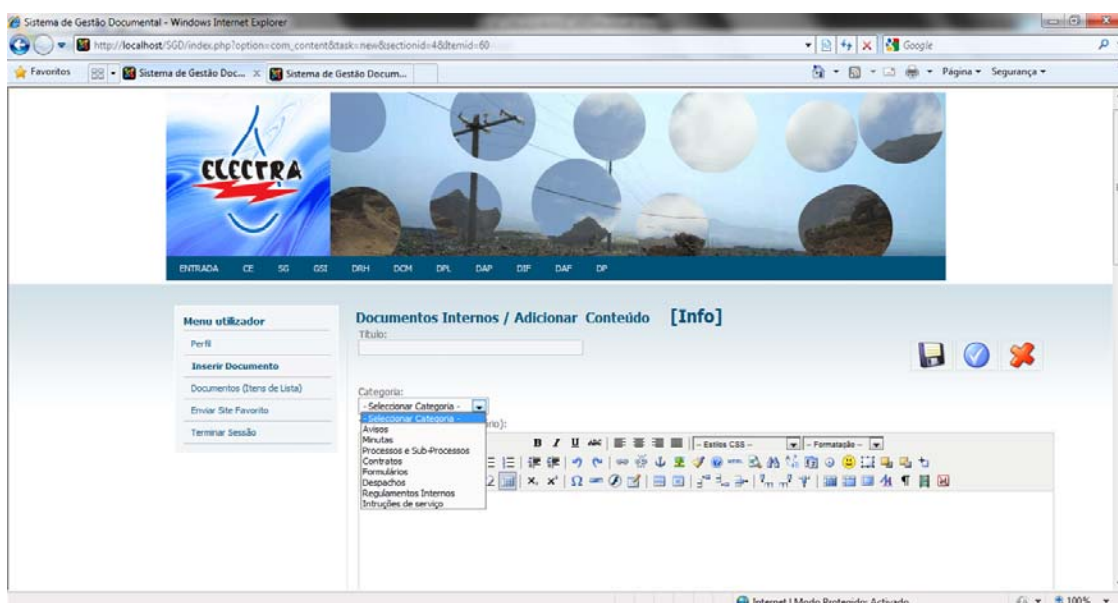 Sistema de Gestão Documental - Windows Internet Explorer
http://localhost/SGD/index.php?option=com_content&task=new&sectionid=4&Itemid=60
Google
Favoritos
Sistema de Gestão Doc...
Sistema de Gestão Docum...
Página
Segurança
ELECTRA
ENTRADA CE SG GSI DRH DCM DPL DAP DIF DAF DP
Menu utilizador
Perfil
Inserir Documento
Documentos (Itens de Lista)
Enviar Site Favorito
Terminar Sessão
Documentos Internos / Adicionar Conteúdo [Info]
Título:
Categoria:
- Seleccionar Categoria -
- Seleccionar Categoria -
Avisos
Minutas
Processos e Sub-Processos
Contratos
Formulários
Despachos
Regulamentos Internos
Intruções de serviço
B I U ABC
-- Estilos CSS --
-- Formatação --
Internet | Modo Protegido: Activado
100%